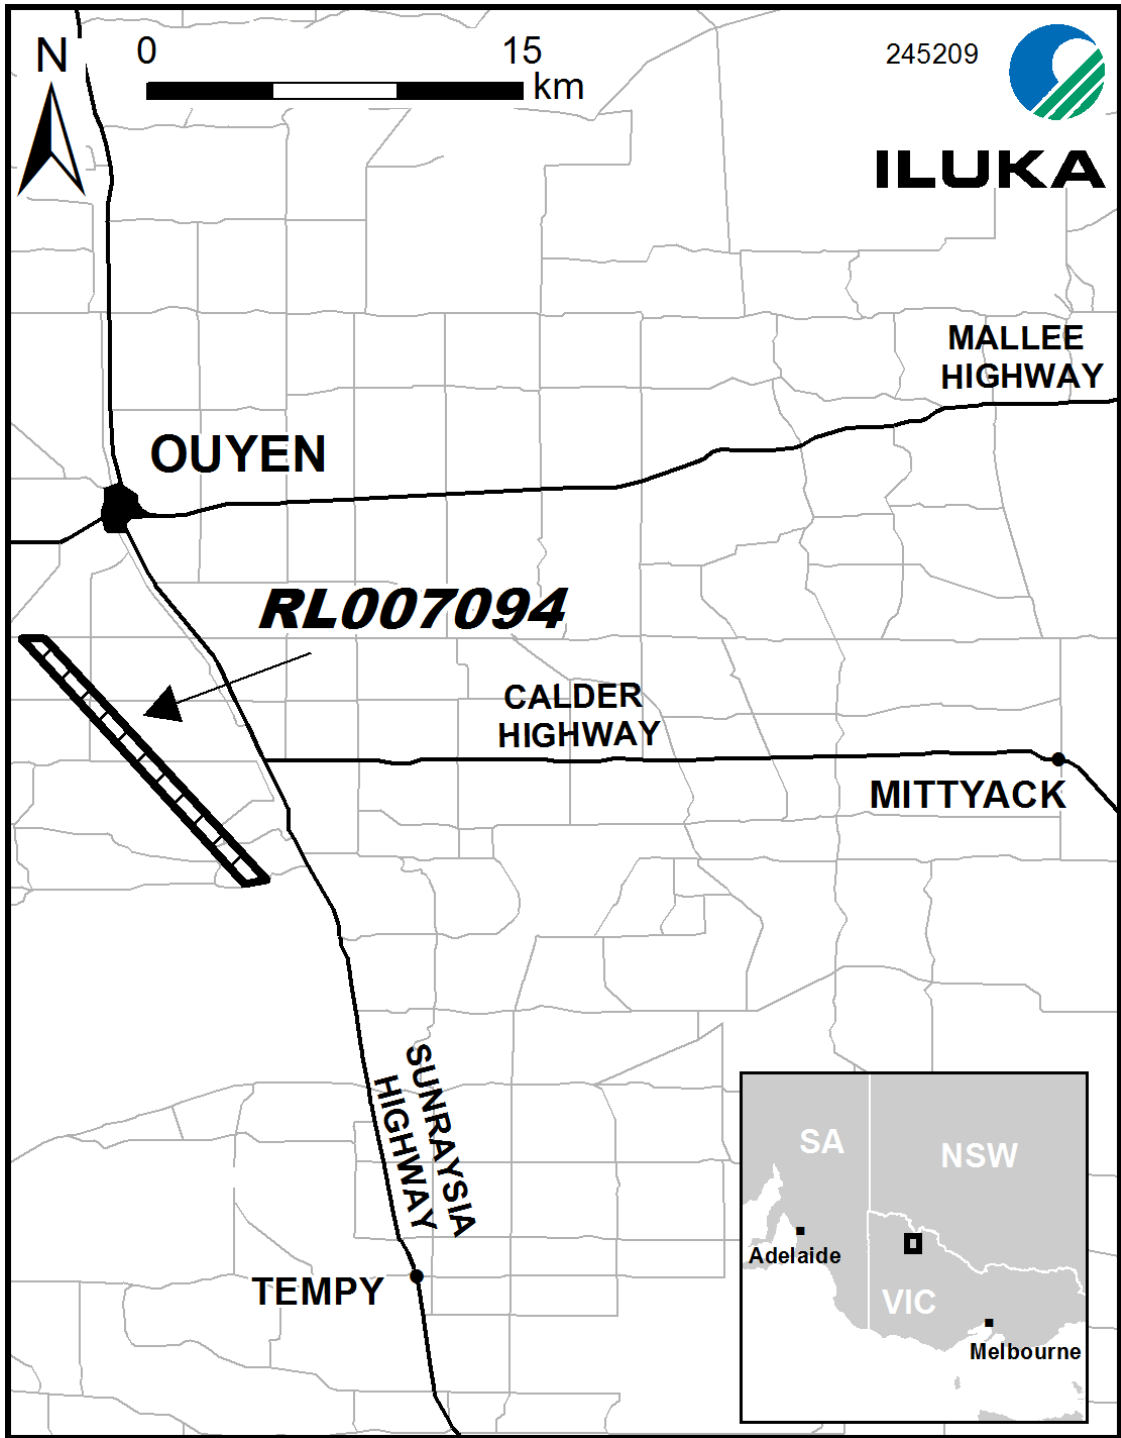 N
0
15
km
245209
ILUKA
MALLEE
HIGHWAY
OUYEN
RL007094
CALDER
HIGHWAY
MITTYACK
SUNRAYSIA
HIGHWAY
TEMPY
SA
NSW
Adelaide
VIC
Melbourne